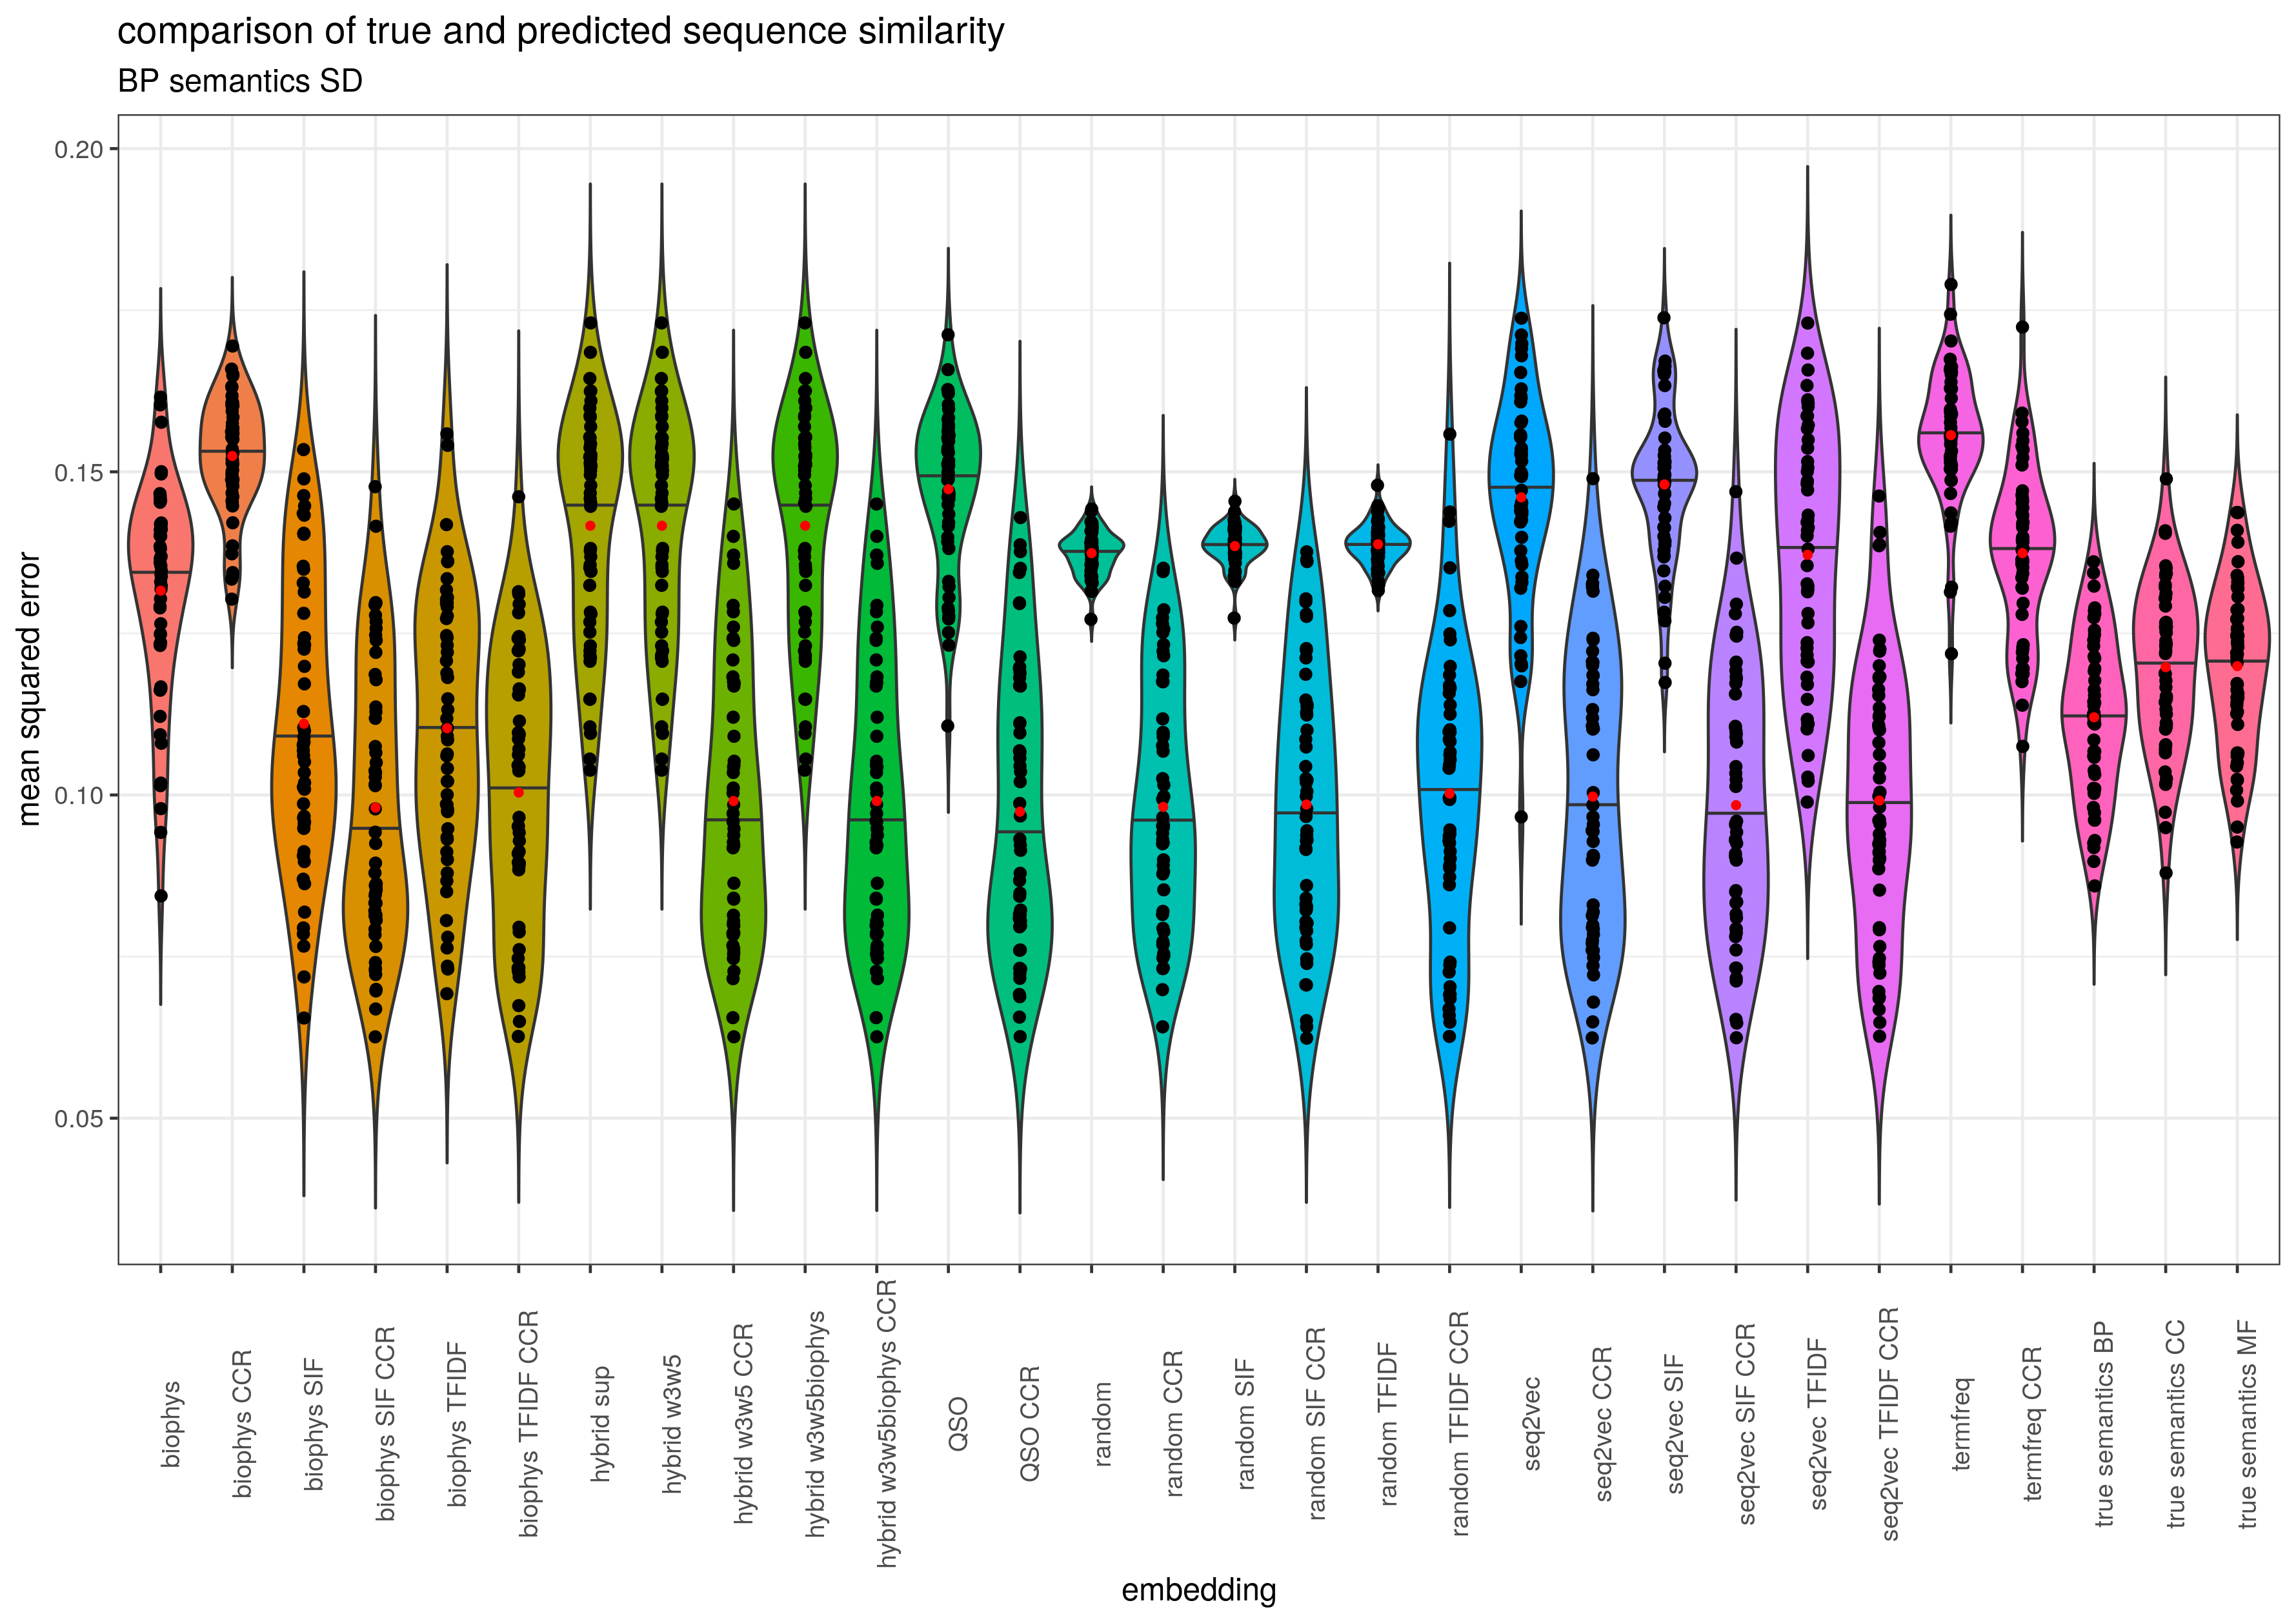 comparison of true and predicted sequence similarity
BP semantics SD
mean squared error
0.20
0.15
0.10
0.05
biophys
biophys CCR
biophys SIF
biophys SIF CCR
biophys TFIDF
biophys TFIDF CCR
hybrid sup
hybrid w3w5
hybrid w3w5 CCR
hybrid w3w5biophys
hybrid w3w5biophys CCR
QSO
QSO CCR
random
random CCR
random SIF
random SIF CCR
random TFIDF
random TFIDF CCR
seq2vec
seq2vec CCR
seq2vec SIF
seq2vec SIF CCR
seq2vec TFIDF
seq2vec TFIDF CCR
termfreq
termfreq CCR
true semantics BP
true semantics CC
true semantics MF
embedding